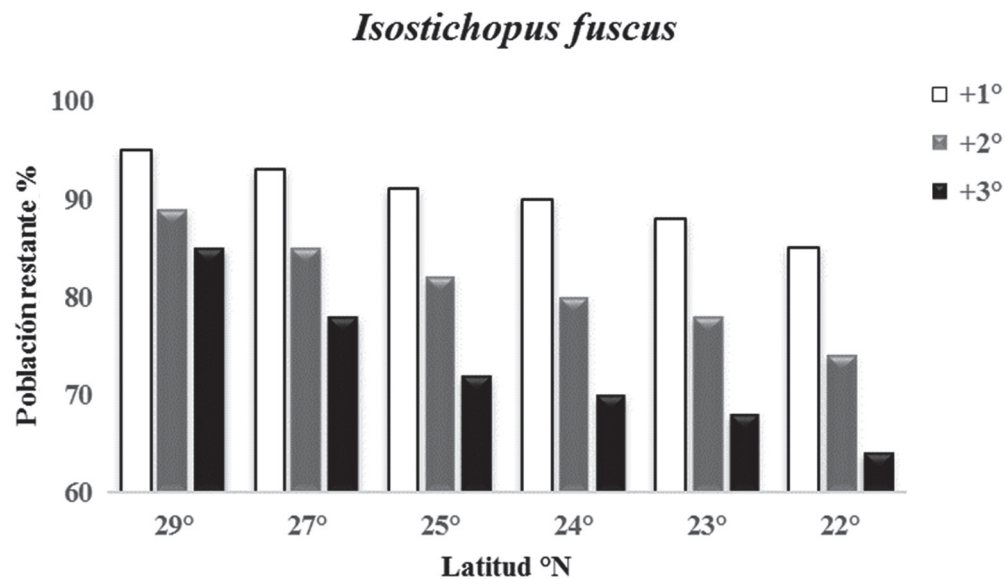 Isostichopus fuscus
Población restante %
100
90
80
70
60
29° 27° 25° 24° 23° 22°
Latitud °N
+1°
+2°
+3°